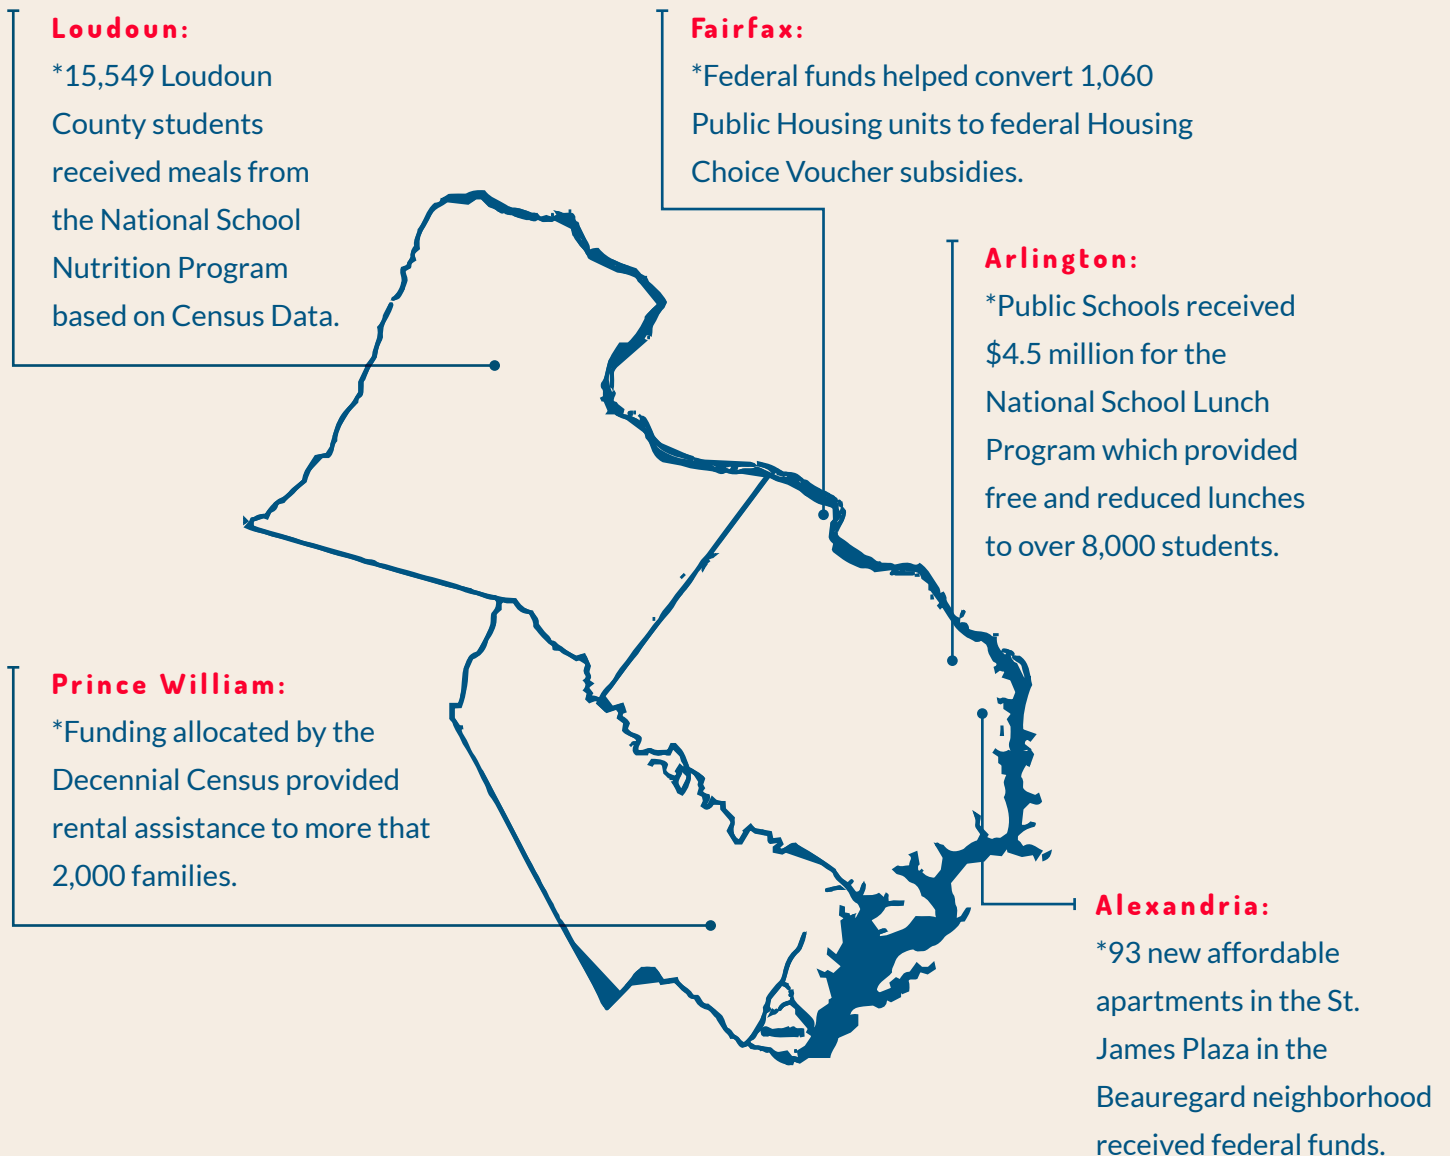 Loudoun:
*15,549 Loudoun
County students
received meals from
the National School
Nutrition Program
based on Census Data.
Fairfax:
*Federal funds helped convert 1,060
Public Housing units to federal Housing
Choice Voucher subsidies.
Arlington:
*Public Schools received
$4.5 million for the
National School Lunch
Program which provided
free and reduced lunches
to over 8,000 students.
Prince William:
*Funding allocated by the
Decennial Census provided
rental assistance to more that
2,000 families.
Alexandria:
*93 new affordable
apartments in the St.
James Plaza in the
Beauregard neighborhood
received federal funds.